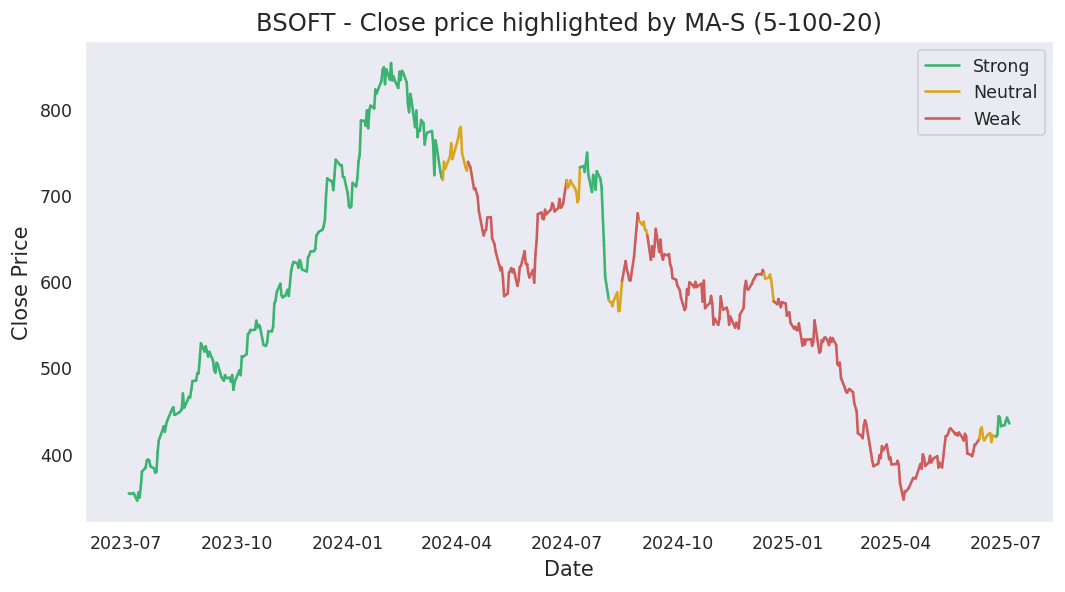 BSOFT - Close price highlighted by MA-S (5-100-20)
Strong
Neutral
Weak
Close Price
800
700
600
500
400
2023-07
2023-10
2024-01
2024-04
2024-07
2024-10
2025-01
2025-04
2025-07
Date